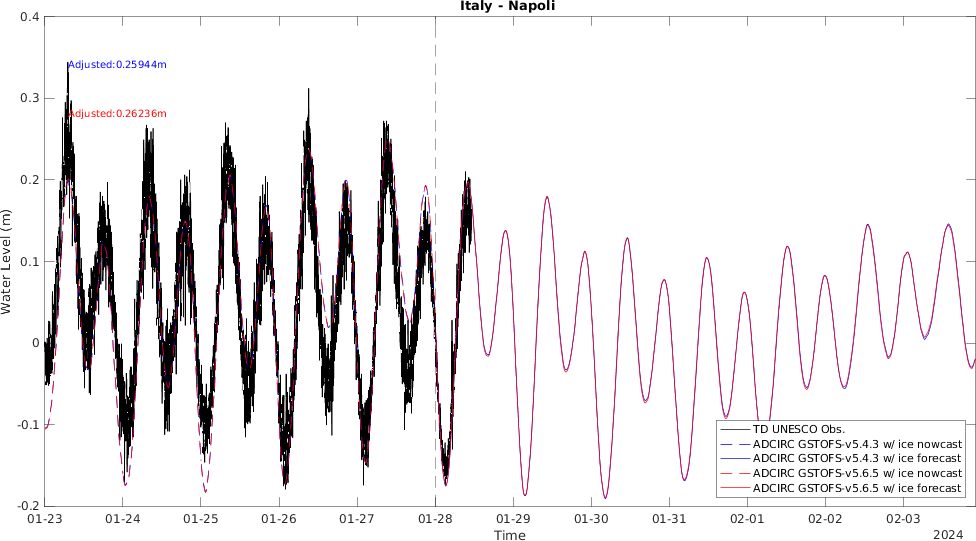 Italy - Napoli
0.4
Adjusted:0.25944m
0.3
Adjusted:0.26236m
0.2
0.1
0
-0.1
-0.2
Water Level (m)
TD UNESCO Obs.
ADCIRC GSTOFS-v5.4.3 w/ ice nowcast
ADCIRC GSTOFS-v5.4.3 w/ ice forecast
ADCIRC GSTOFS-v5.6.5 w/ ice nowcast
ADCIRC GSTOFS-v5.6.5 w/ ice forecast
01-23 01-24 01-25 01-26 01-27 01-28 01-29 01-30 01-31 02-01 02-02 02-03
Time
2024